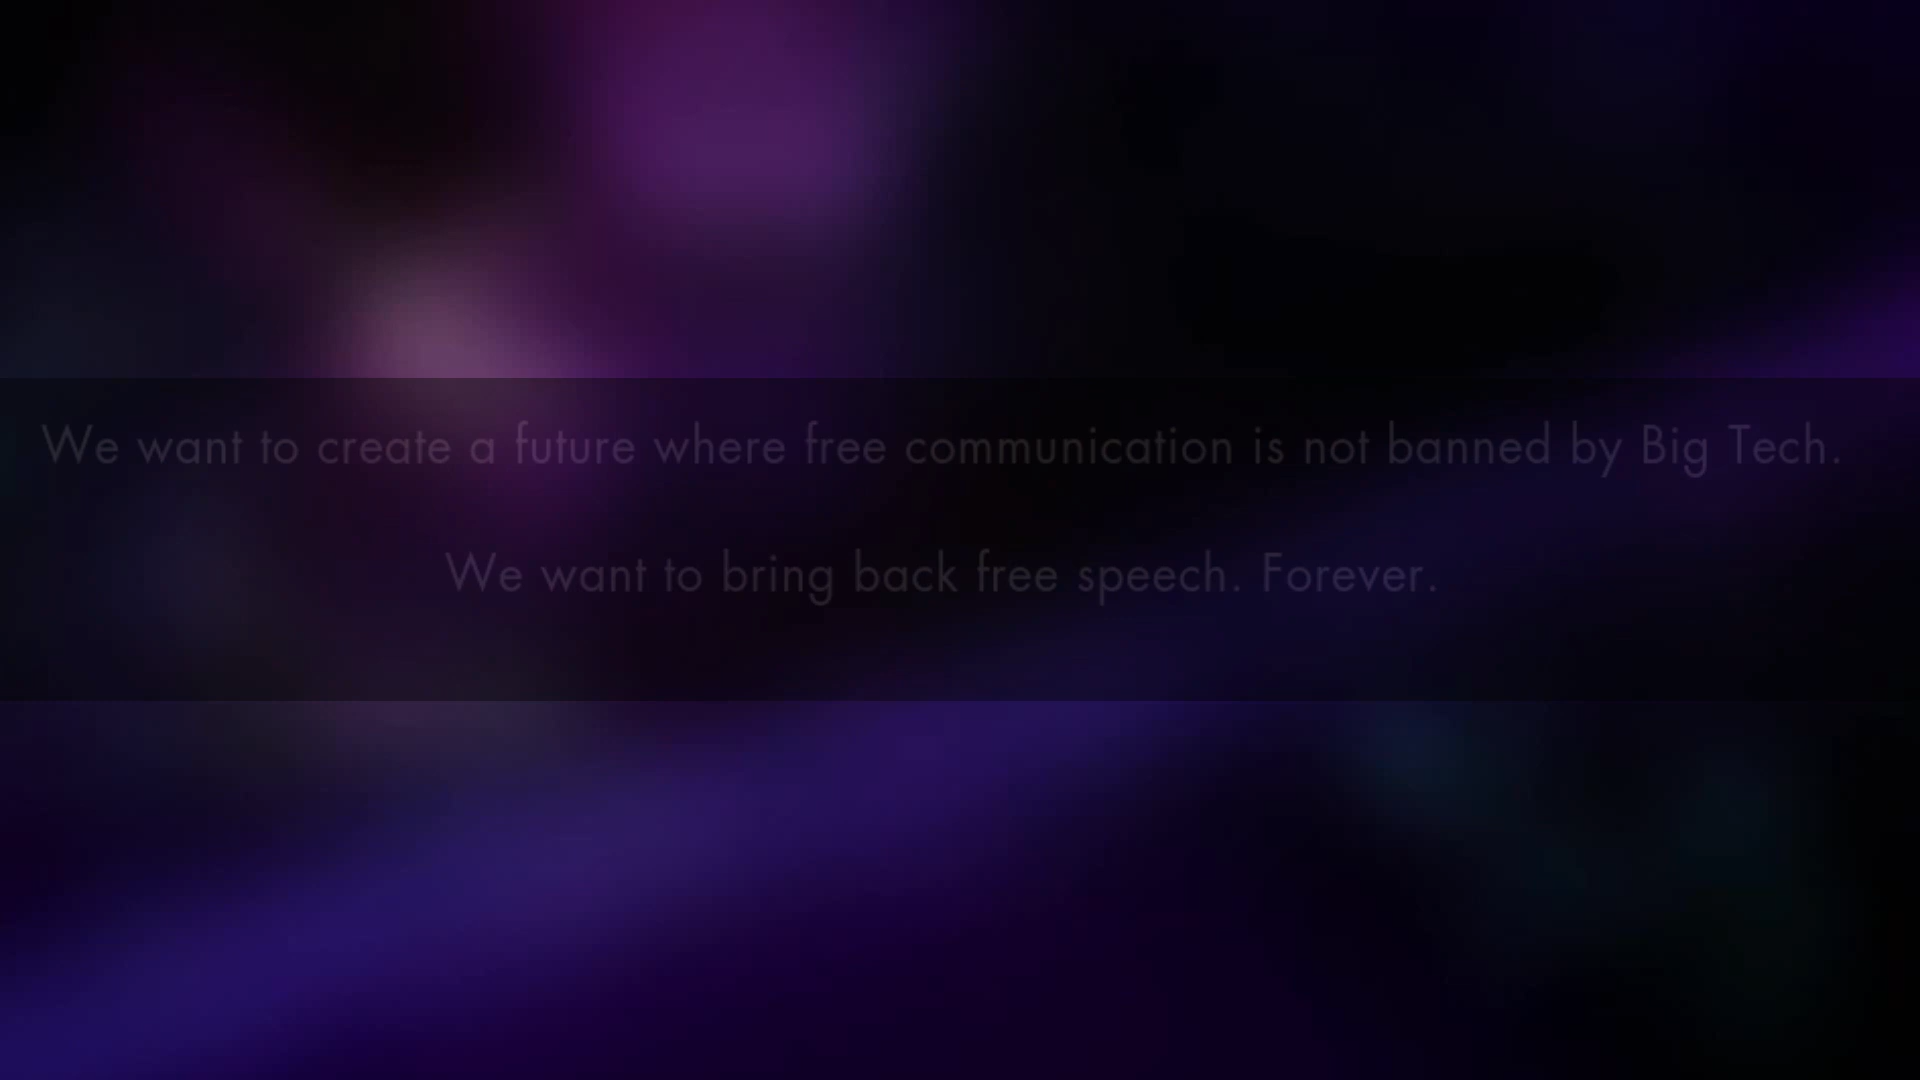 We want to create a future where free communication is not banned by Big Tech.
We want to bring back free speech. Forever.